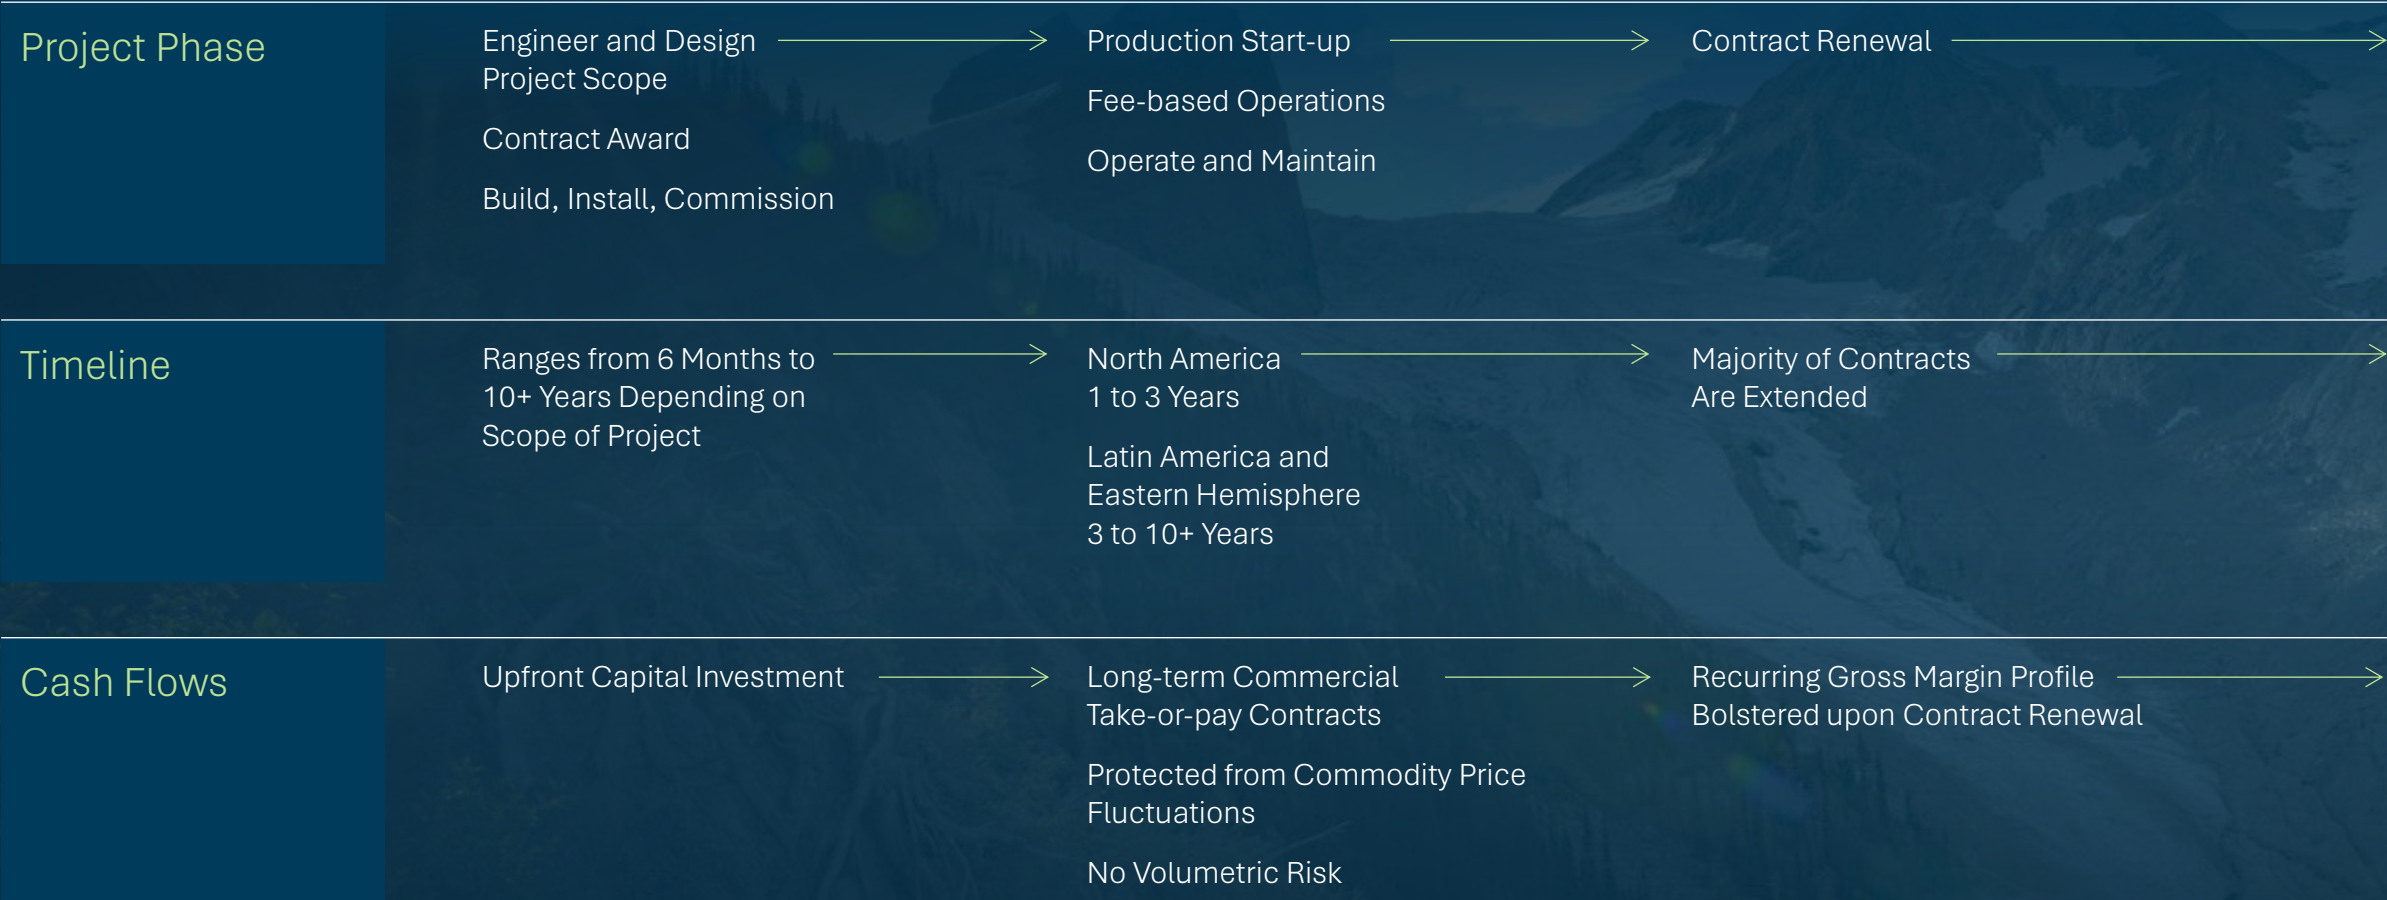 Project Phase
Engineer and Design
Project Scope
Contract Award
Build, Install, Commission
Production Start-up
Fee-based Operations
Operate and Maintain
Contract Renewal
Timeline
Ranges from 6 Months to
10+ Years Depending on
Scope of Project
North America
1 to 3 Years
Latin America and
Eastern Hemisphere
3 to 10+ Years
Majority of Contracts
Are Extended
Cash Flows
Upfront Capital Investment
Long-term Commercial
Take-or-pay Contracts
Protected from Commodity Price
Fluctuations
No Volumetric Risk
Recurring Gross Margin Profile
Bolstered upon Contract Renewal